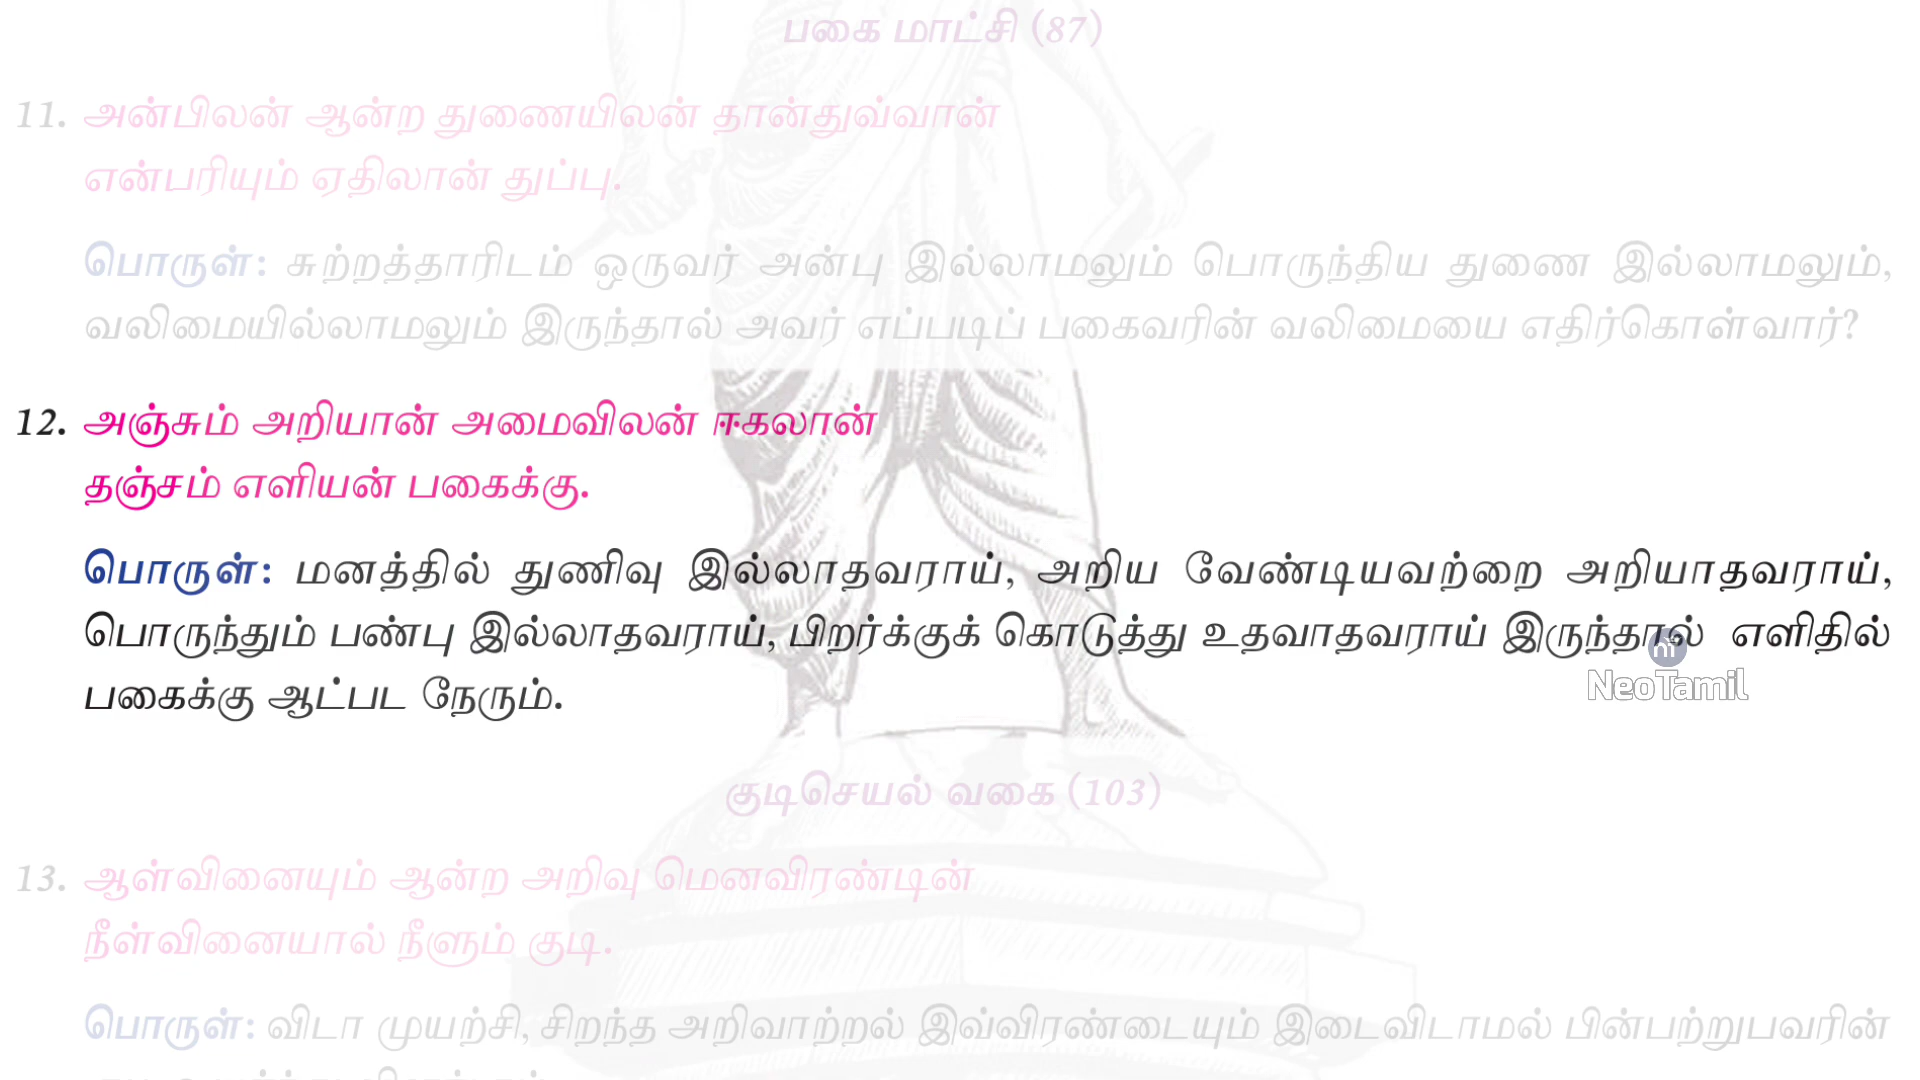 பகை மாட்சி (87)
11. அன்பிலன் ஆன்ற துணையிலன் தான்துவ்வான்
என்பரியும் ஏதிலான் துப்பு.
பொருள்: சுற்றத்தாரிடம் ஒருவர் அன்பு இல்லாமலும் பொருந்திய துணை இல்லாமலும்,
வலிமையில்லாமலும் இருந்தால் அவர் எப்படிப் பகைவரின் வலிமையை எதிர்கொள்வார்?
12. அஞ்சும் அறியான் அமைவிலன் ஈகலான்
தஞ்சம் எளியன் பகைக்கு.
பொருள்: மனத்தில் துணிவு இல்லாதவராய், அறிய வேண்டியவற்றை அறியாதவராய்,
பொருந்தும் பண்பு இல்லாதவராய், பிறர்க்குக் கொடுத்து உதவாதவராய் இருந்தால் எளிதில்
பகைக்கு ஆட்பட நேரும்.
NeoTamil
குடிசெயல் வகை (103)
13. ஆள்வினையும் ஆன்ற அறிவு மெனவிரண்டின்
நீள்வினையால் நீளும் குடி.
பொருள்: விடா முயற்சி, சிறந்த அறிவாற்றல் இவ்விரண்டையும் இடைவிடாமல் பின்பற்றுபவரின்